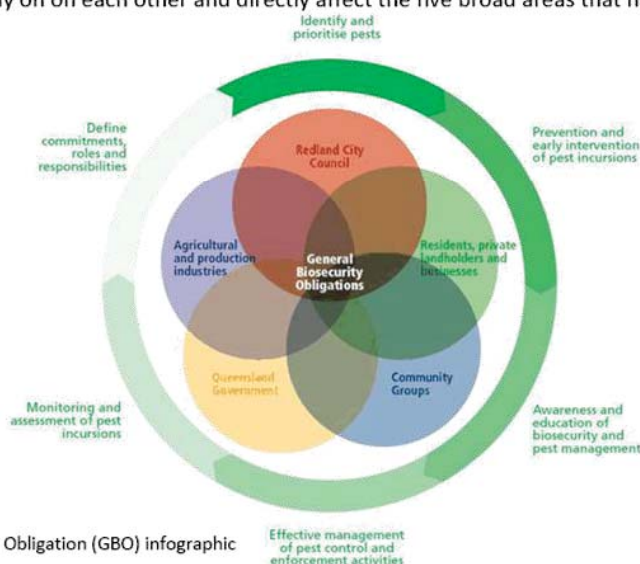 on each other and directly affect the five broad areas that
Identify and
prioritise pests
Define
commitments,
roles and
responsibilities
Prevention and
early intervention
of pest incursions
Redland City
Council
Agricultural
and production
industries
General
Biosecurity
Obligations
Residents, private
landholders and
businesses
Queensland
Government
Community
Groups
Monitoring and
assessment of pest
incursions
Awareness and
education of
biosecurity and
pest management
Obligation (GBO) infographic
Effective management
of pest control and
enforcement activities